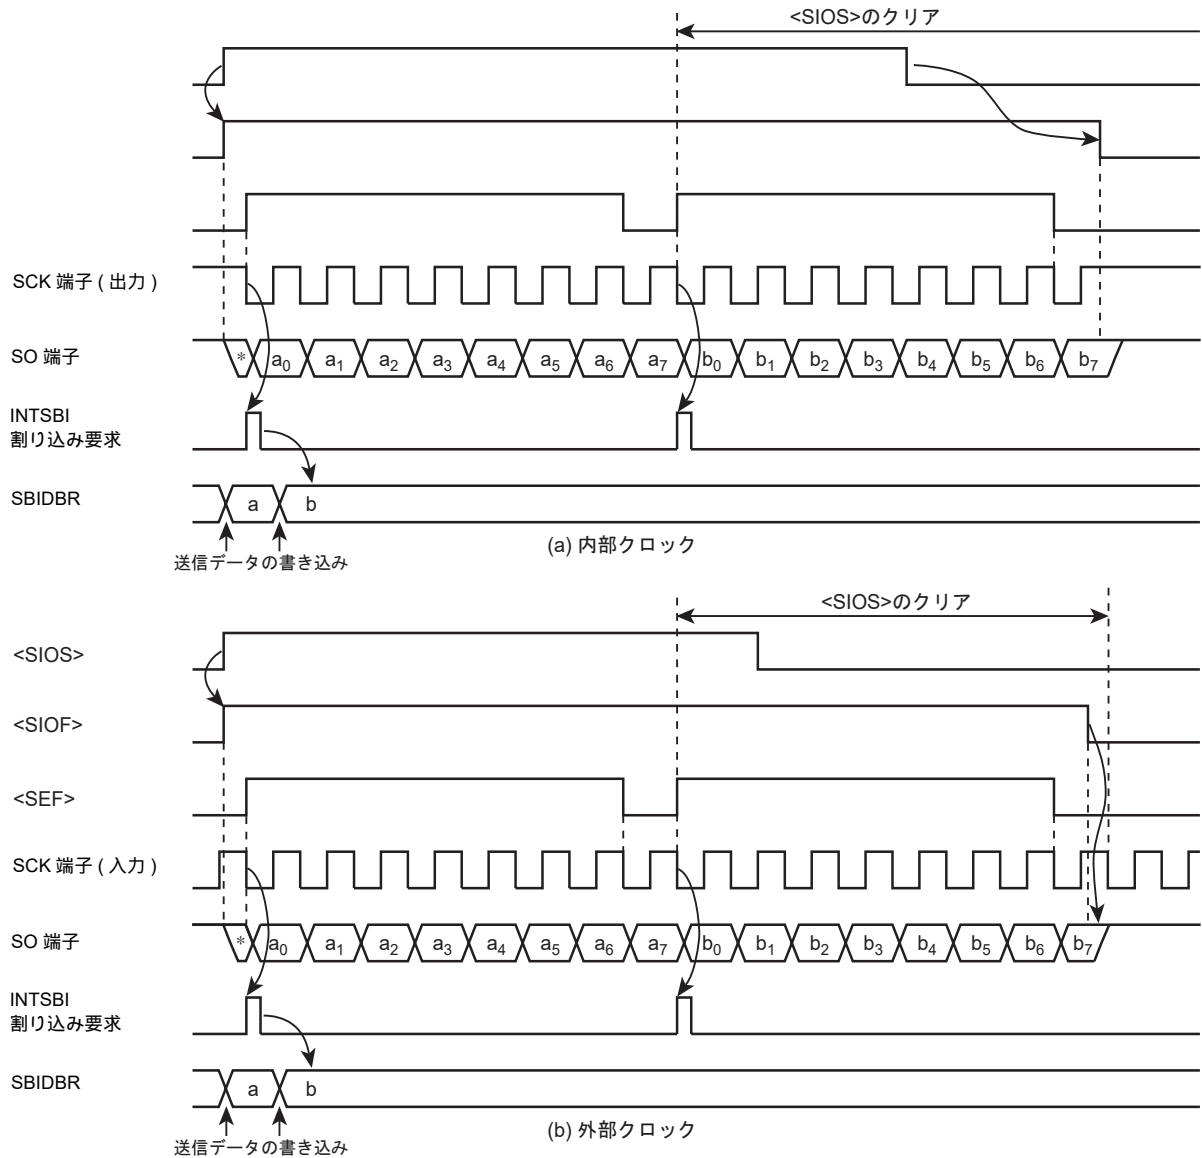 <SIOS>のクリア
SCK 端子 ( 出力 )
SO 端子
* a0 a1 a2 a3 a4 a5 a6 a7 b0 b1 b2 b3 b4 b5 b6 b7
INTSBI
割り込み要求
SBIDBR
a b
送信データの書き込み
(a) 内部クロック
<SIOS>のクリア
<SIOS>
<SIOF>
<SEF>
SCK 端子 ( 入力 )
SO 端子
* a0 a1 a2 a3 a4 a5 a6 a7 b0 b1 b2 b3 b4 b5 b6 b7
INTSBI
割り込み要求
SBIDBR
a b
送信データの書き込み
(b) 外部クロック